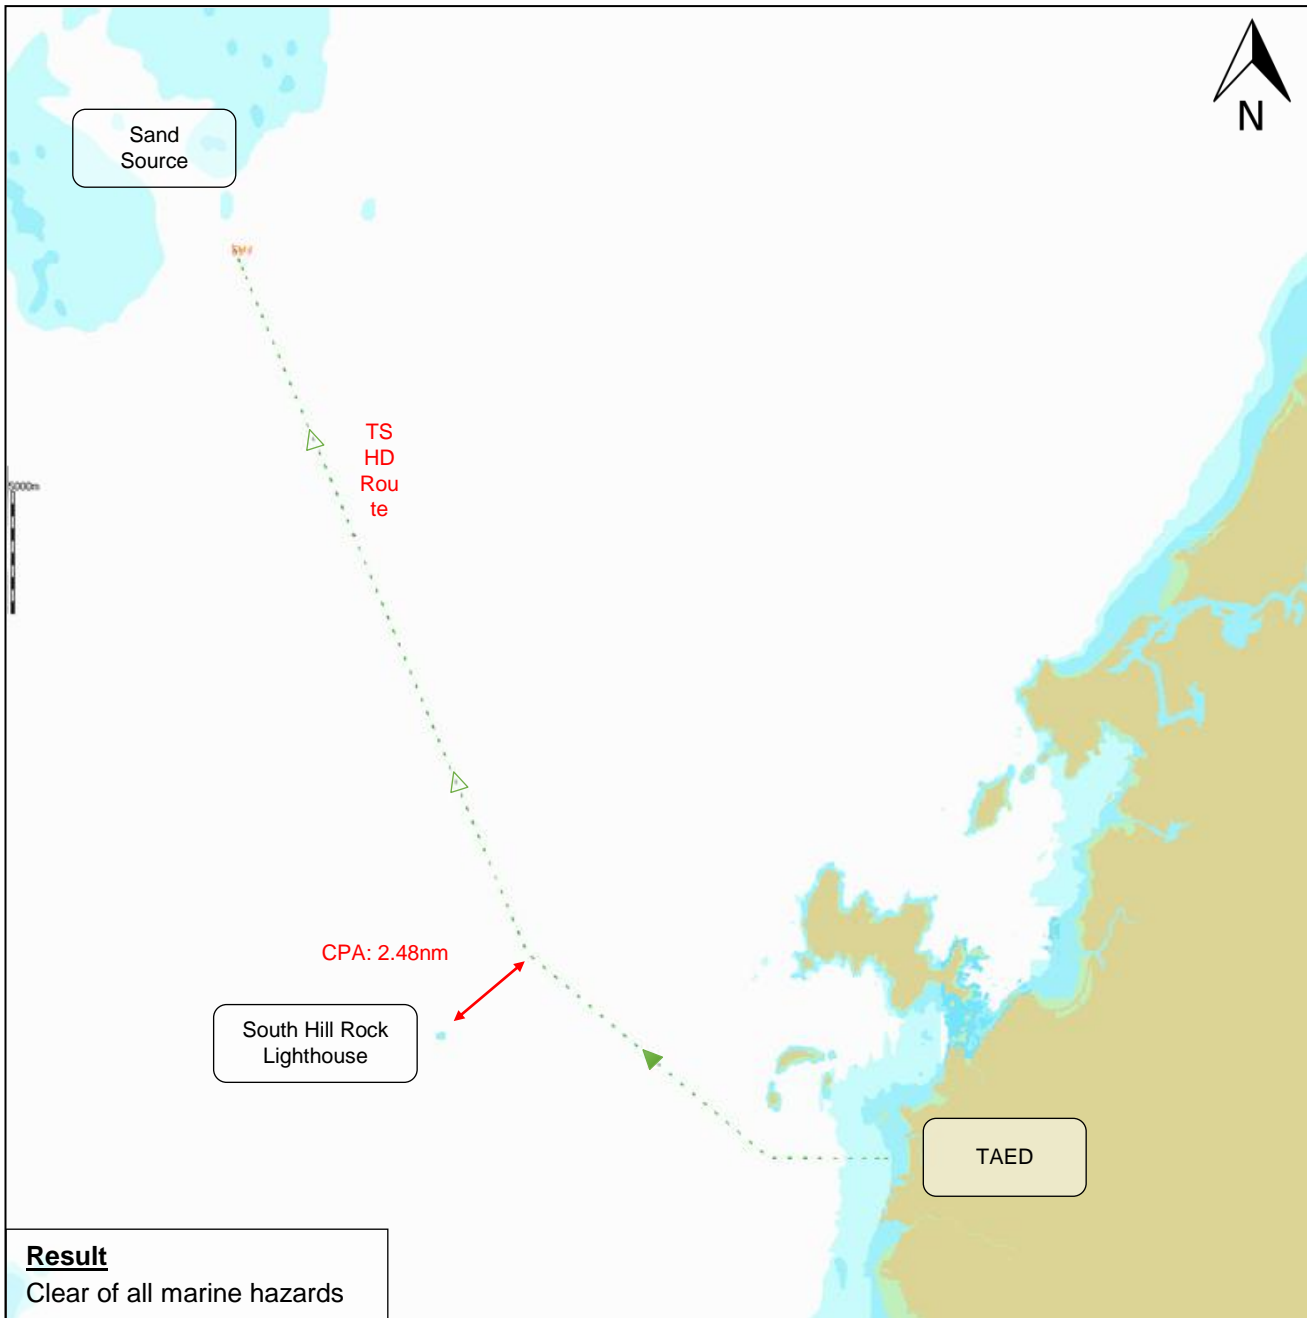 N
Sand
Source
TS
HD
Rou
te
5000m
CPA: 2.48nm
South Hill Rock
Lighthouse
TAED
Result
Clear of all marine hazards